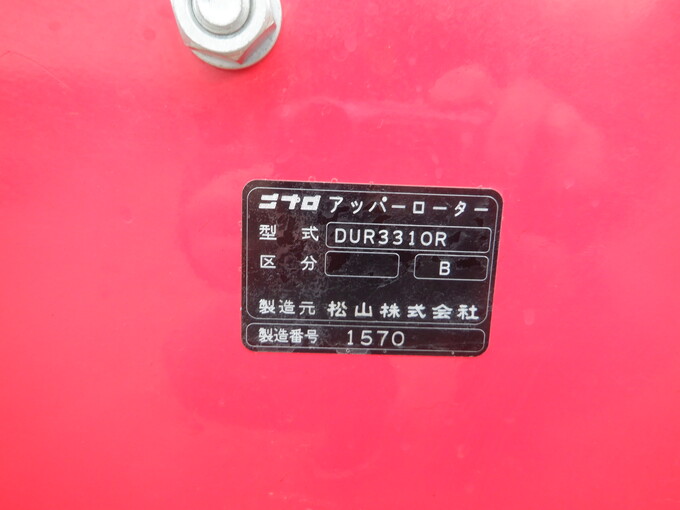 ニプロ アッパーローター
型式 DUR3310R
区分 B
製造元 松山株式会社
製造番号 1570